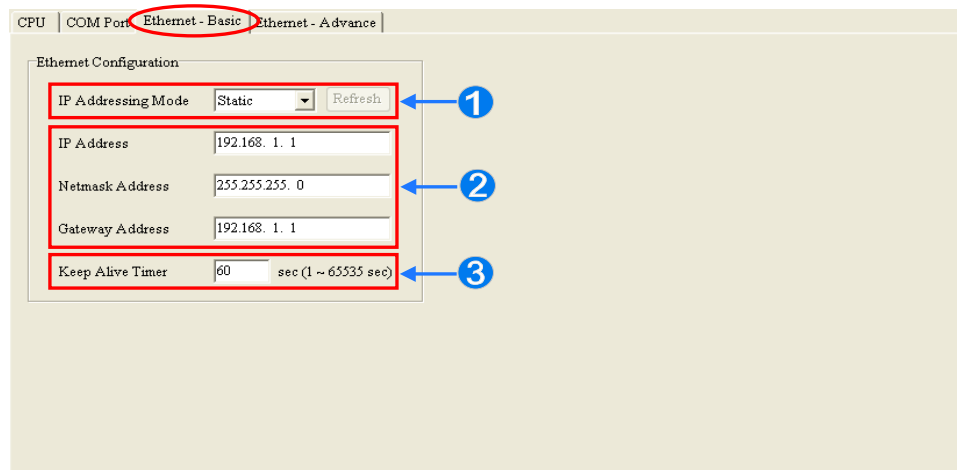 CPU COM Port Ethernet - Basic Ethernet - Advance
Ethernet Configuration
IP Addressing Mode Static Refresh 1
IP Address 192.168. 1. 1
Netmask Address 255.255.255. 0 2
Gateway Address 192.168. 1. 1
Keep Alive Timer 60 sec (1 ~ 65535 sec) 3